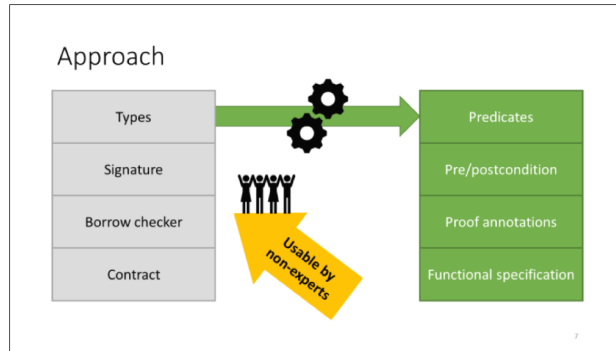 Approach
Types
Predicates
Signature
Pre/postcondition
Borrow checker
Proof annotations
Contract
Functional specification
Usable by
non-experts
7